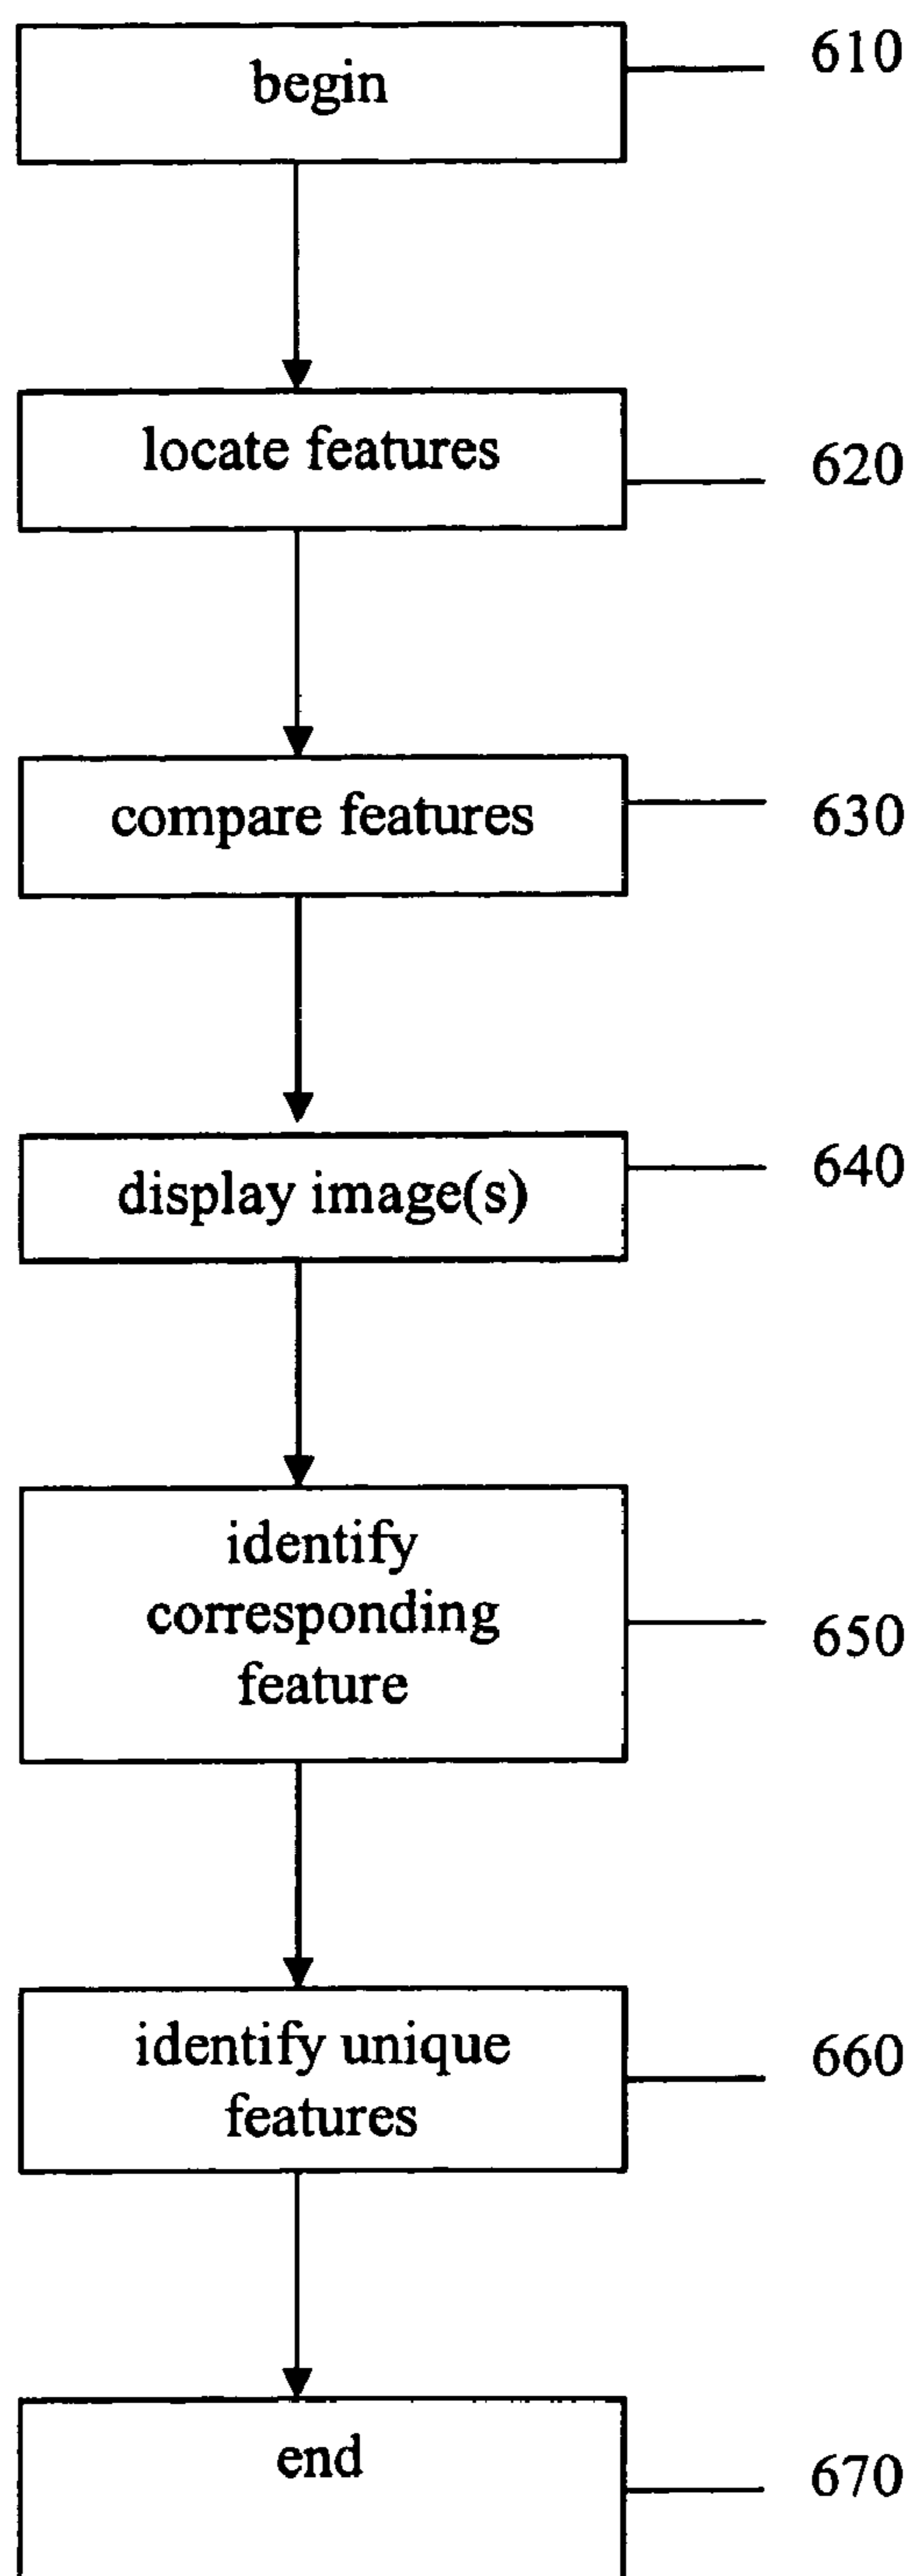 begin
610
locate features
620
compare features
630
display image(s)
640
identify
corresponding
feature
650
identify unique
features
660
end
670